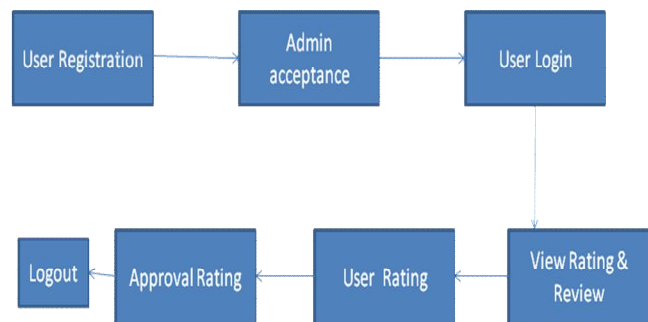 User Registration
Admin
acceptance
User Login
View Rating &
Review
User Rating
Approval Rating
Logout